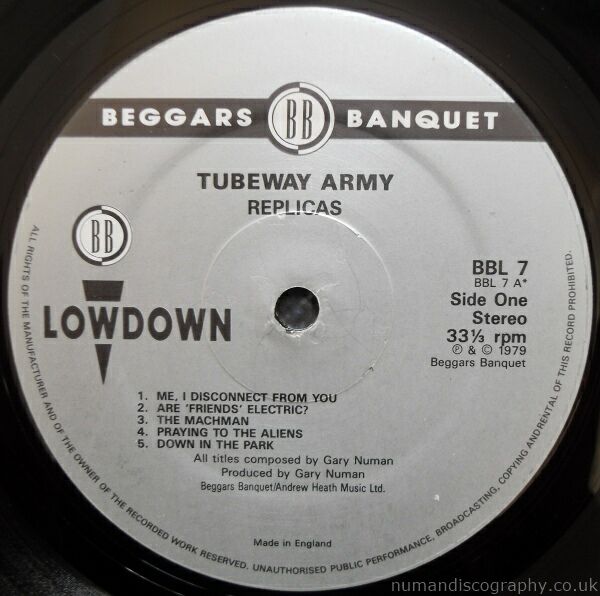 BEGGARS BB BANQUET
TUBEWAY ARMY
REPLICAS
BB
LOWDOWN
BBL 7
BBL 7 A*
Side One
Stereo
33⅓ rpm
Ⓟ & © 1979
Beggars Banquet
1. ME, I DISCONNECT FROM YOU
2. ARE 'FRIENDS' ELECTRIC?
3. THE MACHMAN
4. PRAYING TO THE ALIENS
5. DOWN IN THE PARK
All titles composed by Gary Numan
Produced by Gary Numan
Beggars Banquet/Andrew Heath Music Ltd.
Made in England
ALL RIGHTS OF THE MANUFACTURER AND OF THE OWNER OF THE RECORDED WORK RESERVED. UNAUTHORISED PUBLIC PERFORMANCE, BROADCASTING, COPYING AND RENTAL OF THIS RECORD PROHIBITED.
numandiscography.co.uk